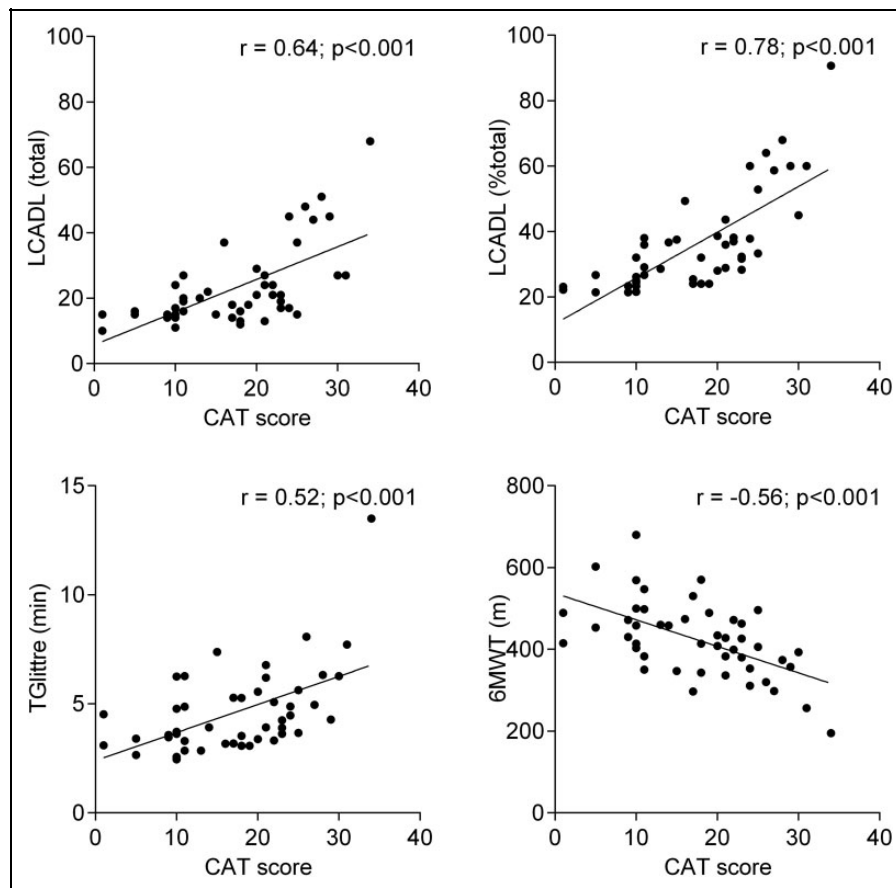 r = 0.64; p<0.001
LCADL (total)
100
80
60
40
20
0
0 10 20 30 40
CAT score
r = 0.78; p<0.001
LCADL (%total)
100
80
60
40
20
0
0 10 20 30 40
CAT score
r = 0.52; p<0.001
TGlittre (min)
15
10
5
0
0 10 20 30 40
CAT score
r = -0.56; p<0.001
6MWT (m)
800
600
400
200
0
0 10 20 30 40
CAT score